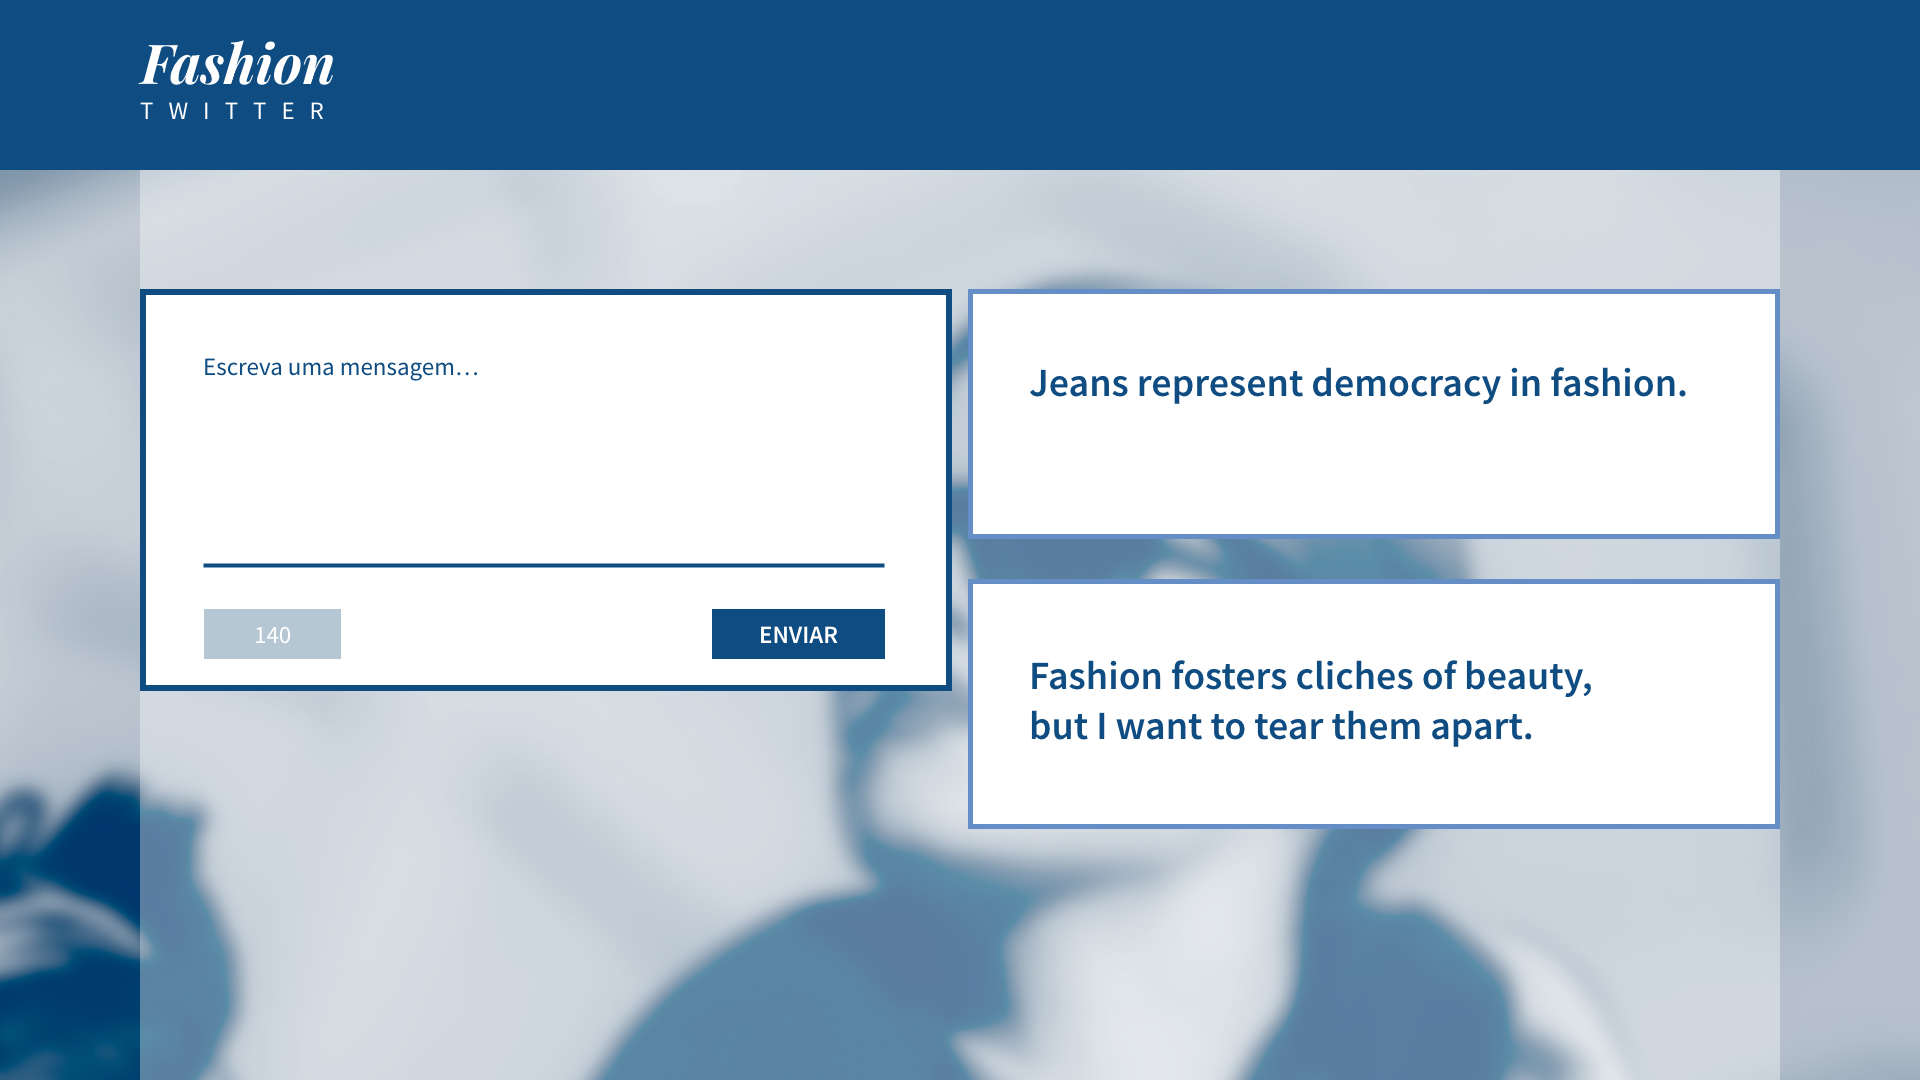 Fashion
TWITTER
Escreva uma mensagem…
140
ENVIAR
Jeans represent democracy in fashion.
Fashion fosters cliches of beauty,
but I want to tear them apart.